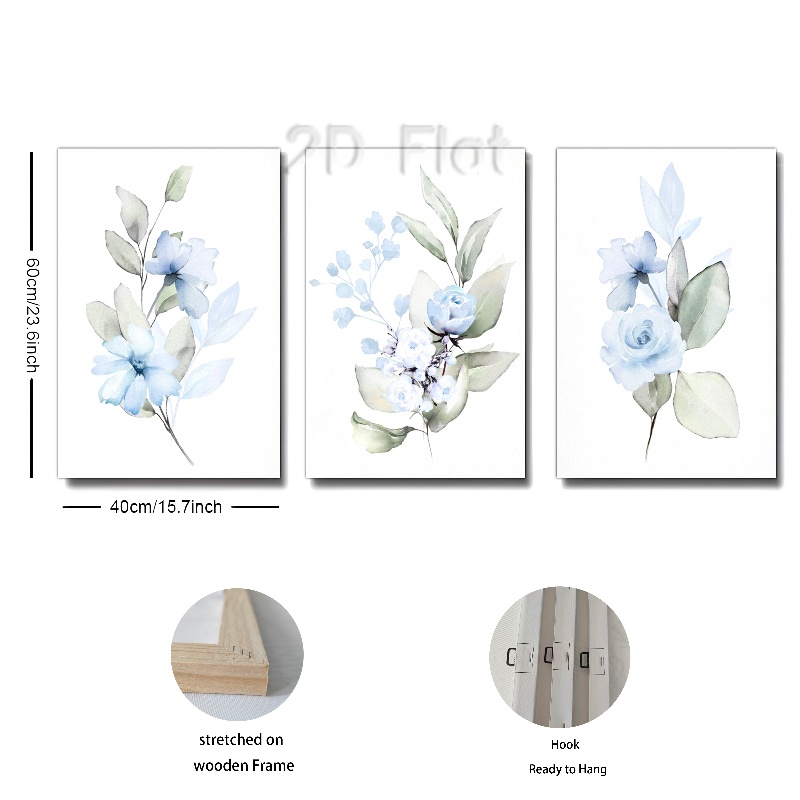 2D Flat
60cm/23.6inch
40cm/15.7inch
stretched on
wooden Frame
Hook
Ready to Hang